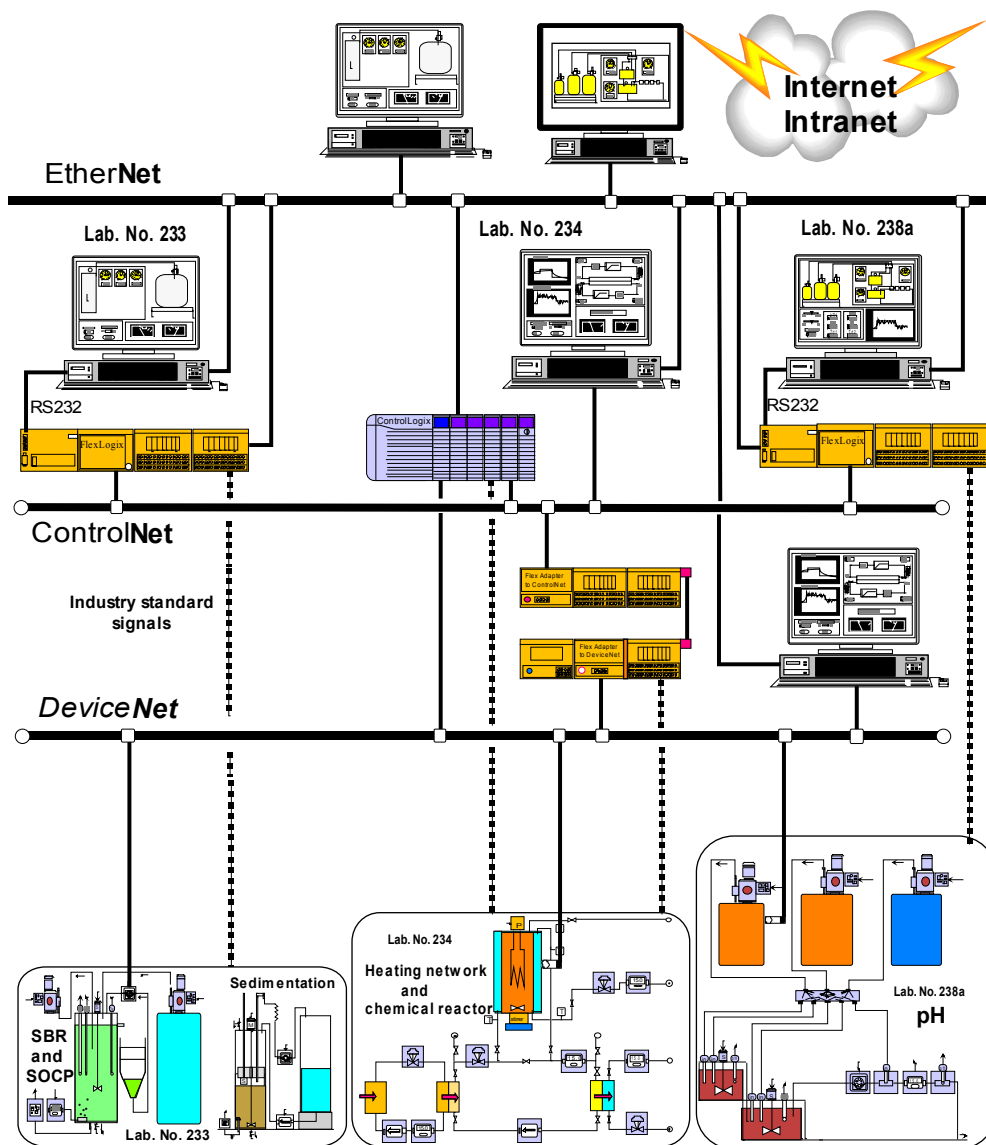 Internet
Intranet
EtherNet
Lab. No. 233
Lab. No. 234
Lab. No. 238a
RS232
RS232
FlexLogix
ControlLogix
FlexLogix
ControlNet
Flex Adapter
to ControlNet
Industry standard
signals
Flex Adapter
to DeviceNet
DeviceNet
Lab. No. 234
Heating network
and
chemical reactor
Sedimentation
SBR
and
SOCP
Lab. No. 233
Lab. No. 238a
pH